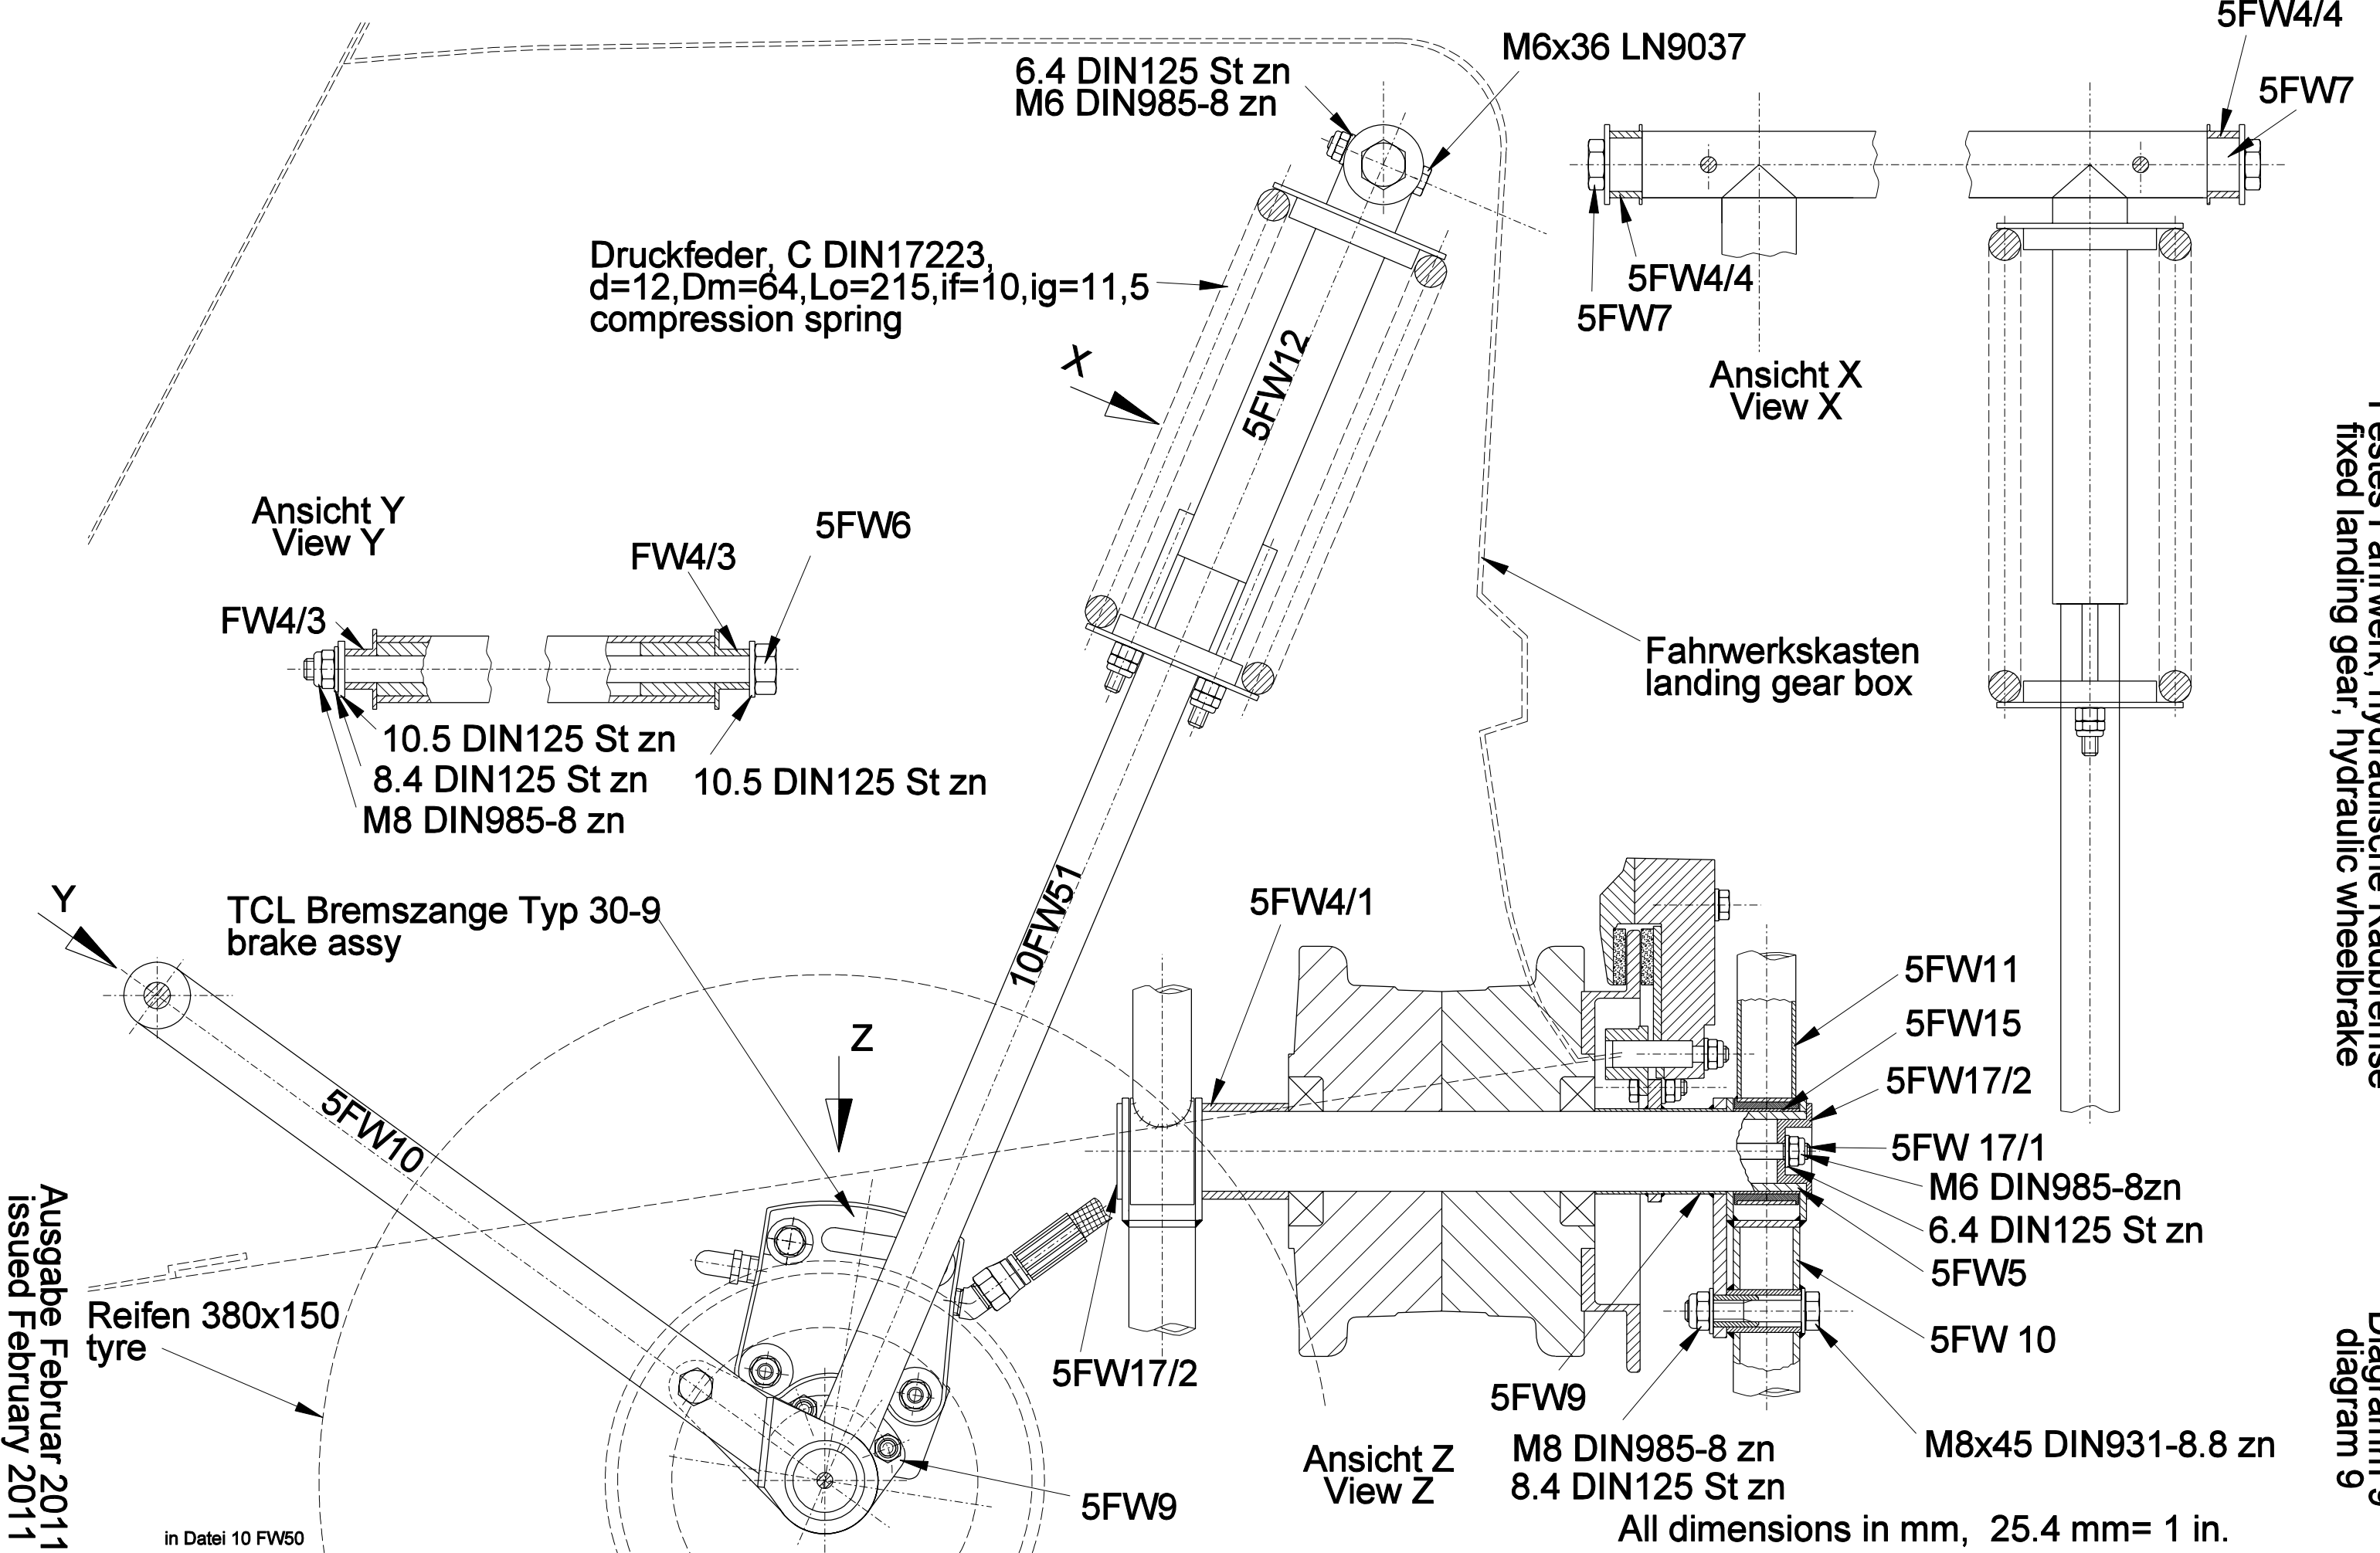 5FW4/4
M6x36 LN9037
6.4 DIN125 St zn
M6 DIN985-8 zn
5FW7
Druckfeder, C DIN17223,
d=12,Dm=64,Lo=215,if=10,ig=11,5
compression spring
5FW4/4
5FW7
5FW12
X
Ansicht X
View X
Ansicht Y
View Y
5FW6
FW4/3
FW4/3
10.5 DIN125 St zn
8.4 DIN125 St zn
10.5 DIN125 St zn
M8 DIN985-8 zn
Fahrwerkskasten
landing gear box
Y
TCL Bremszange Typ 30-9
brake assy
10FW51
5FW4/1
5FW11
5FW15
5FW17/2
Z
5FW10
5FW 17/1
M6 DIN985-8zn
6.4 DIN125 St zn
5FW5
Reifen 380x150
tyre
5FW 10
5FW17/2
5FW9
M8 DIN985-8 zn
8.4 DIN125 St zn
M8x45 DIN931-8.8 zn
Ansicht Z
View Z
5FW9
All dimensions in mm, 25.4 mm= 1 in.
in Datei 10 FW50
Ausgabe Februar 2011
issued February 2011
hydraulische Radbremse
fixed landing gear, hydraulic wheelbrake
diagram 9